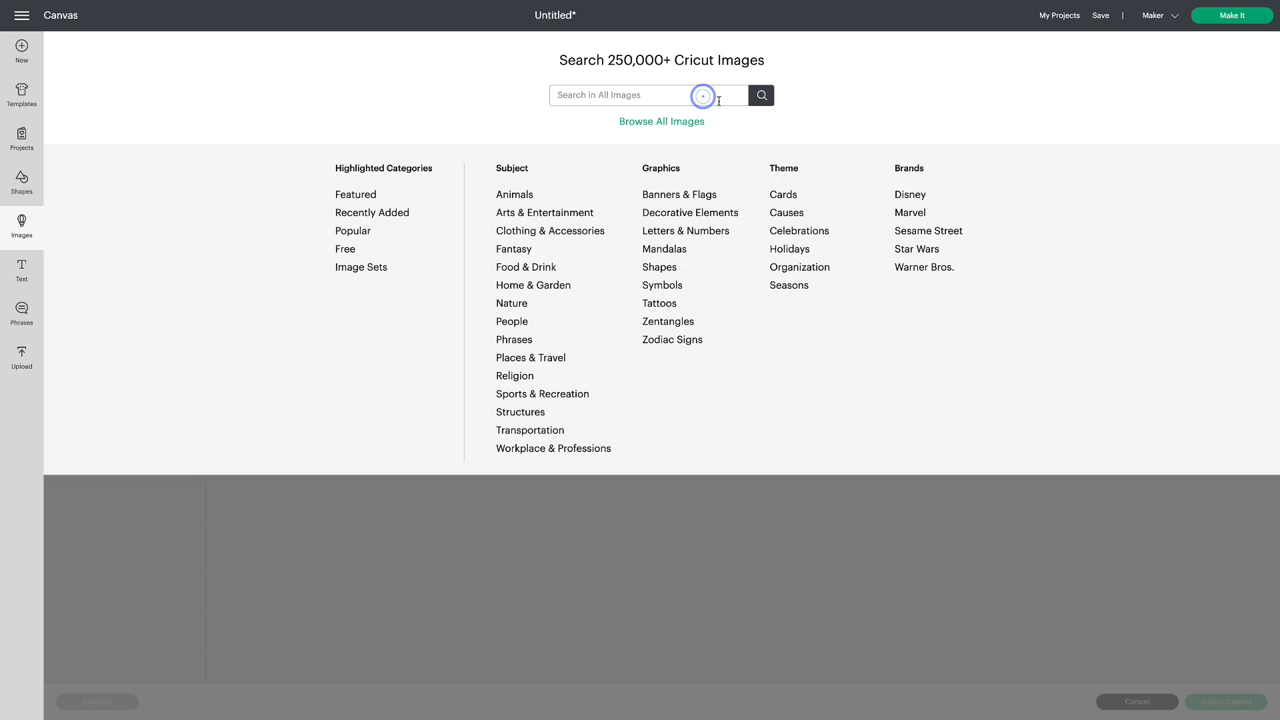 Canvas
Untitled*
My Projects
Save
|
Maker
Make It
New
Templates
Projects
Shapes
Images
Text
Phrases
Upload
Search 250,000+ Cricut Images
Search in All Images
Browse All Images
Highlighted Categories
Featured
Recently Added
Popular
Free
Image Sets
Subject
Animals
Arts & Entertainment
Clothing & Accessories
Fantasy
Food & Drink
Home & Garden
Nature
People
Phrases
Places & Travel
Religion
Sports & Recreation
Structures
Transportation
Workplace & Professions
Graphics
Banners & Flags
Decorative Elements
Letters & Numbers
Mandalas
Shapes
Symbols
Tattoos
Zentangles
Zodiac Signs
Theme
Cards
Causes
Celebrations
Holidays
Organization
Seasons
Brands
Disney
Marvel
Sesame Street
Star Wars
Warner Bros.
Cancel
Add to Canvas